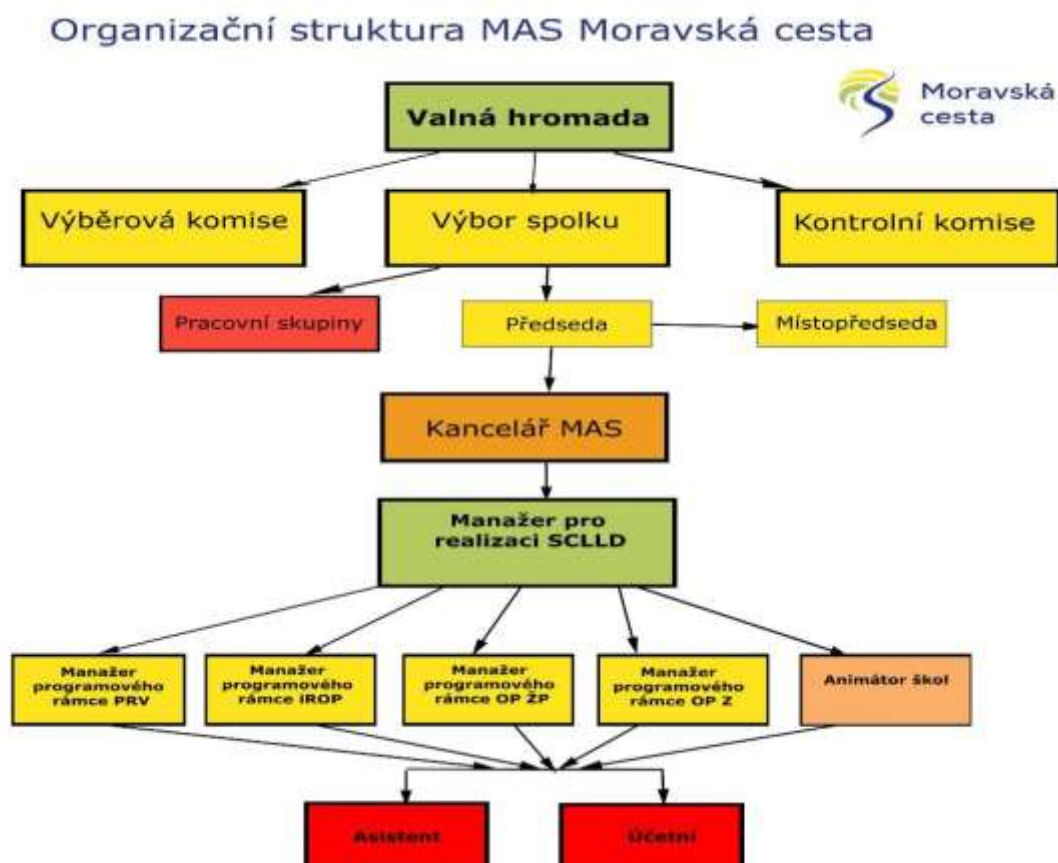 Organizační struktura MAS Moravská cesta
Moravská
cesta
Valná hromada
Výběrová komise
Výbor spolku
Kontrolní komise
Pracovní skupiny
Předseda
Místopředseda
Kancelář MAS
Manažer pro
realizaci SCLLD
Manažer
programového
rámce PRV
Manažer
programového
rámce IROP
Manažer
programového
rámce OP ŽP
Manažer
programového
rámce OP Z
Animátor škol
Asistent
Účetní